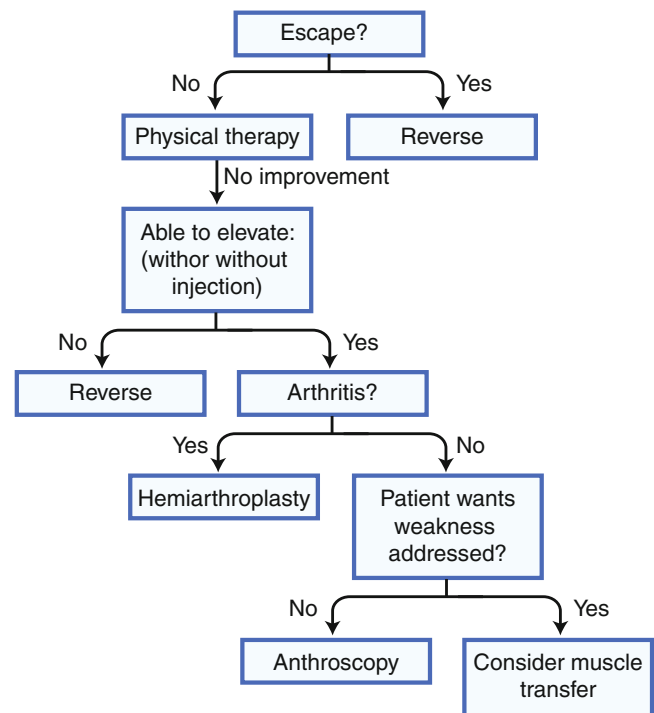 Escape?
No
Yes
Physical therapy
Reverse
No improvement
Able to elevate:
(withor without
injection)
No
Yes
Reverse
Arthritis?
Yes
No
Hemiarthroplasty
Patient wants
weakness
addressed?
No
Yes
Anthroscopy
Consider muscle
transfer